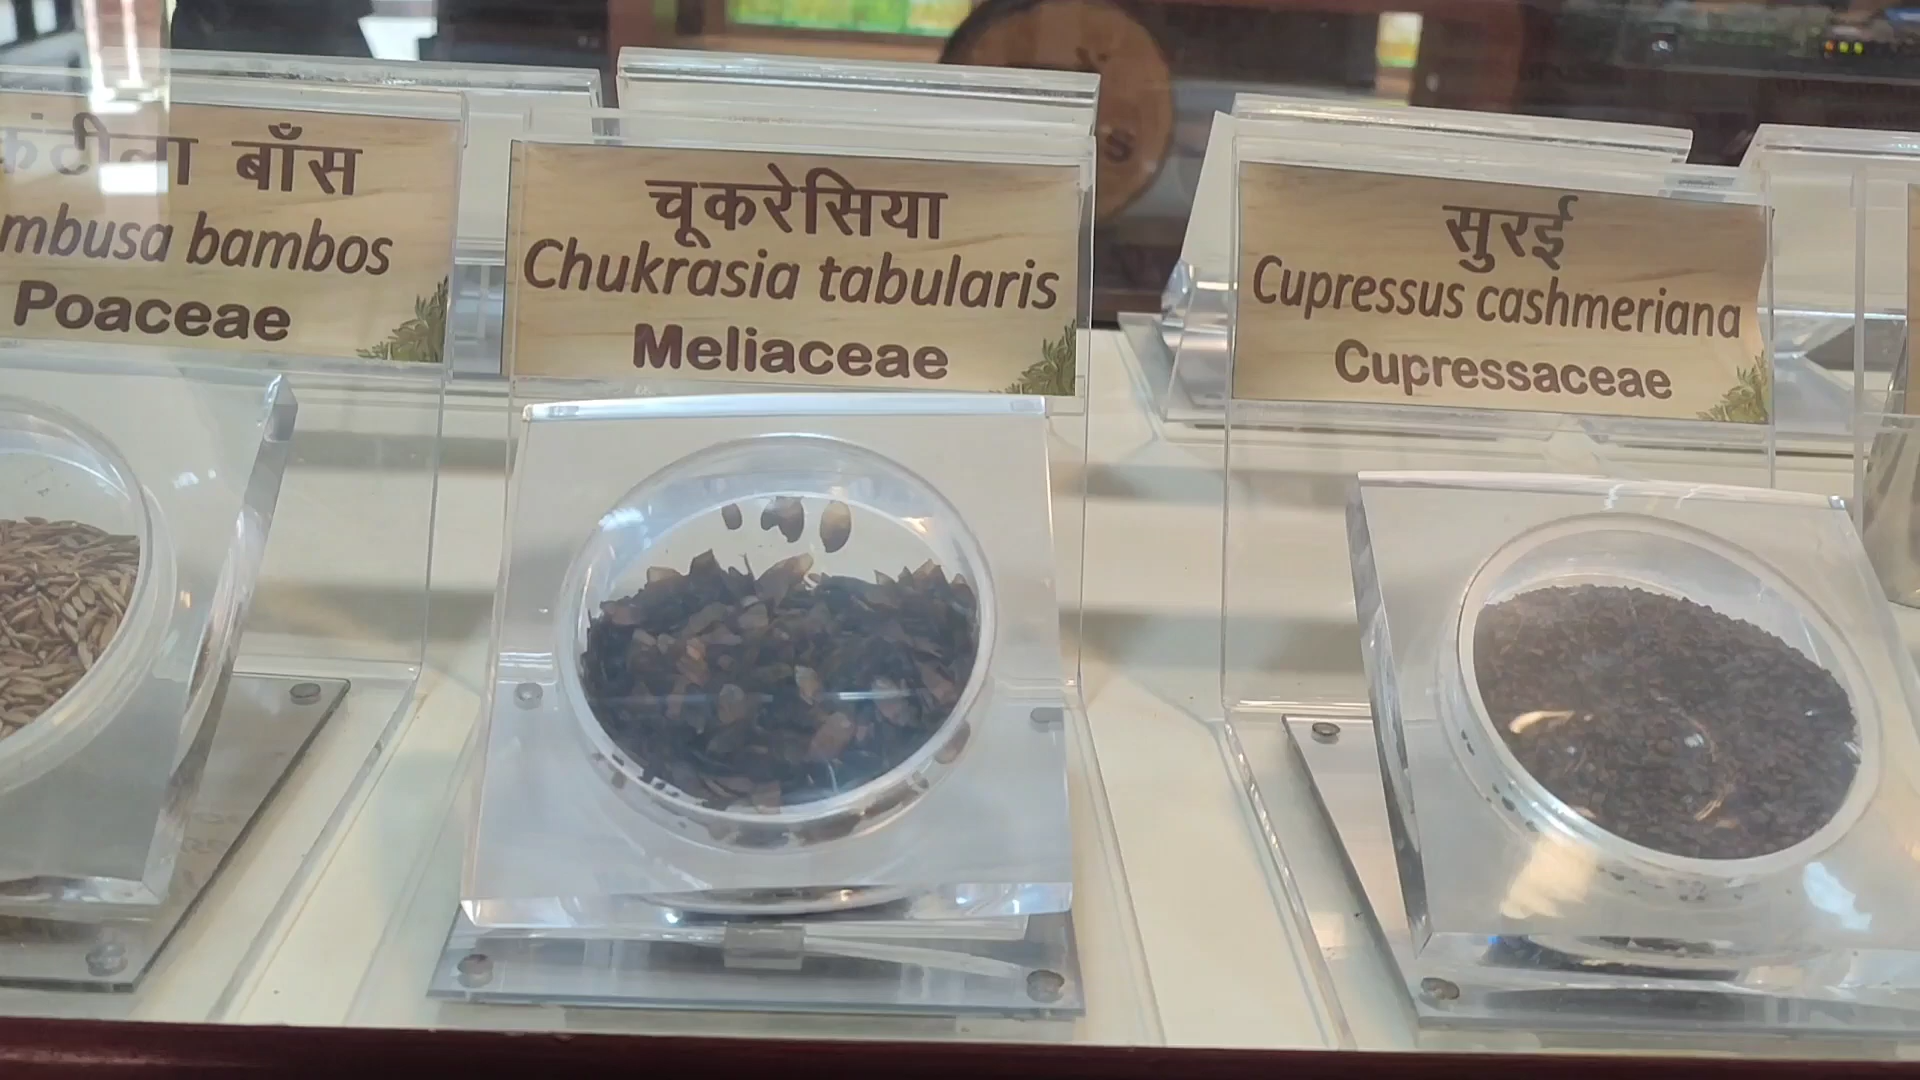 कंटीला बाँस
mbusa bambos
Poaceae
चूकरेसिया
Chukrasia tabularis
Meliaceae
सुरई
Cupressus cashmeriana
Cupressaceae